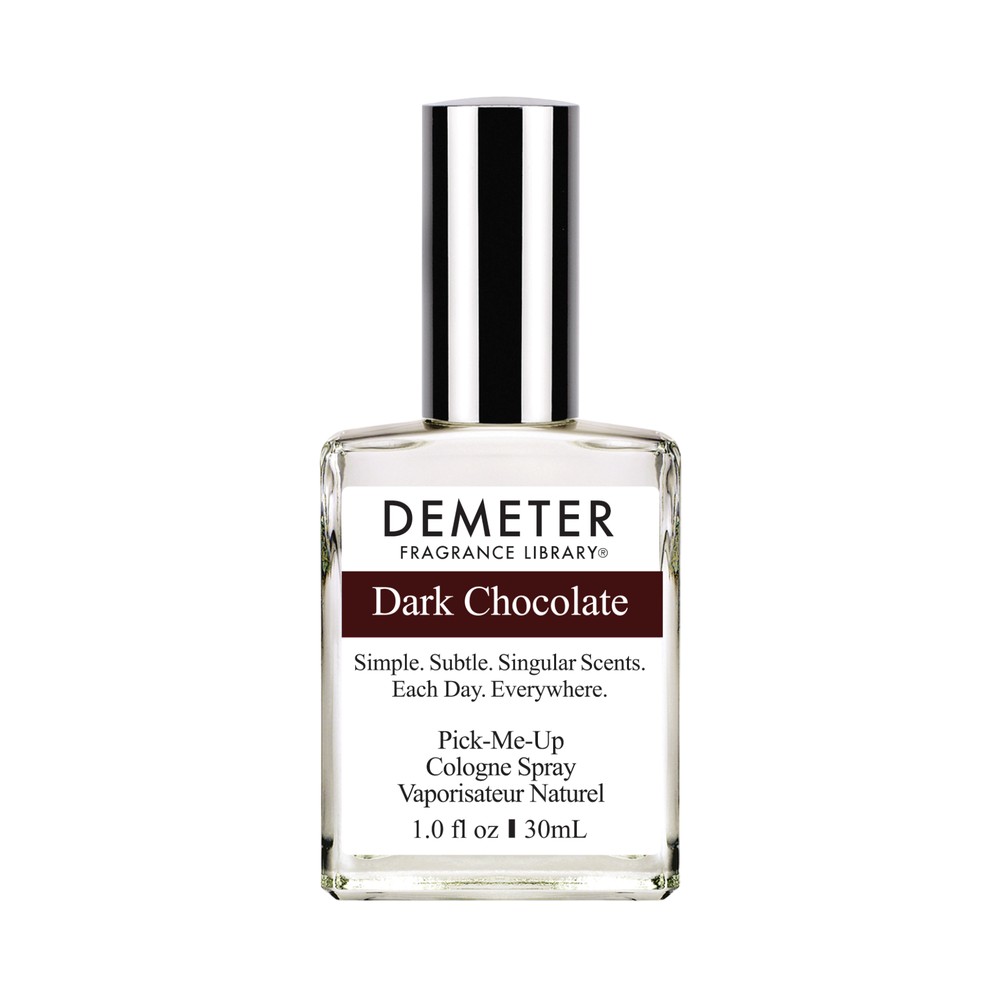 DEMETER
FRAGRANCE LIBRARY®
Dark Chocolate
Simple. Subtle. Singular Scents.
Each Day. Everywhere.
Pick-Me-Up
Cologne Spray
Vaporisateur Naturel
1.0 fl oz ❚ 30mL